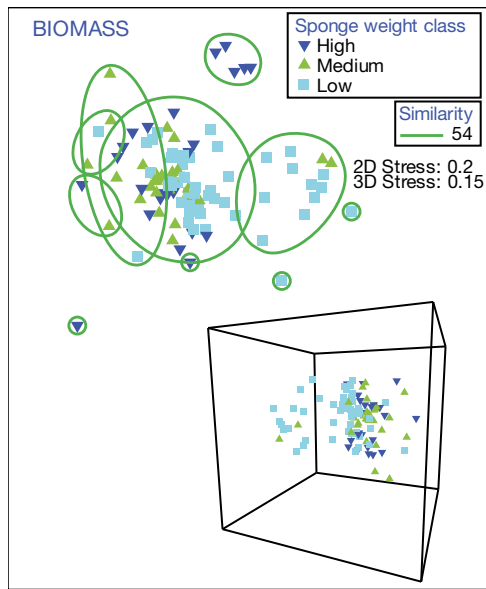 BIOMASS
Sponge weight class
High
Medium
Low
Similarity
54
2D Stress: 0.2
3D Stress: 0.15